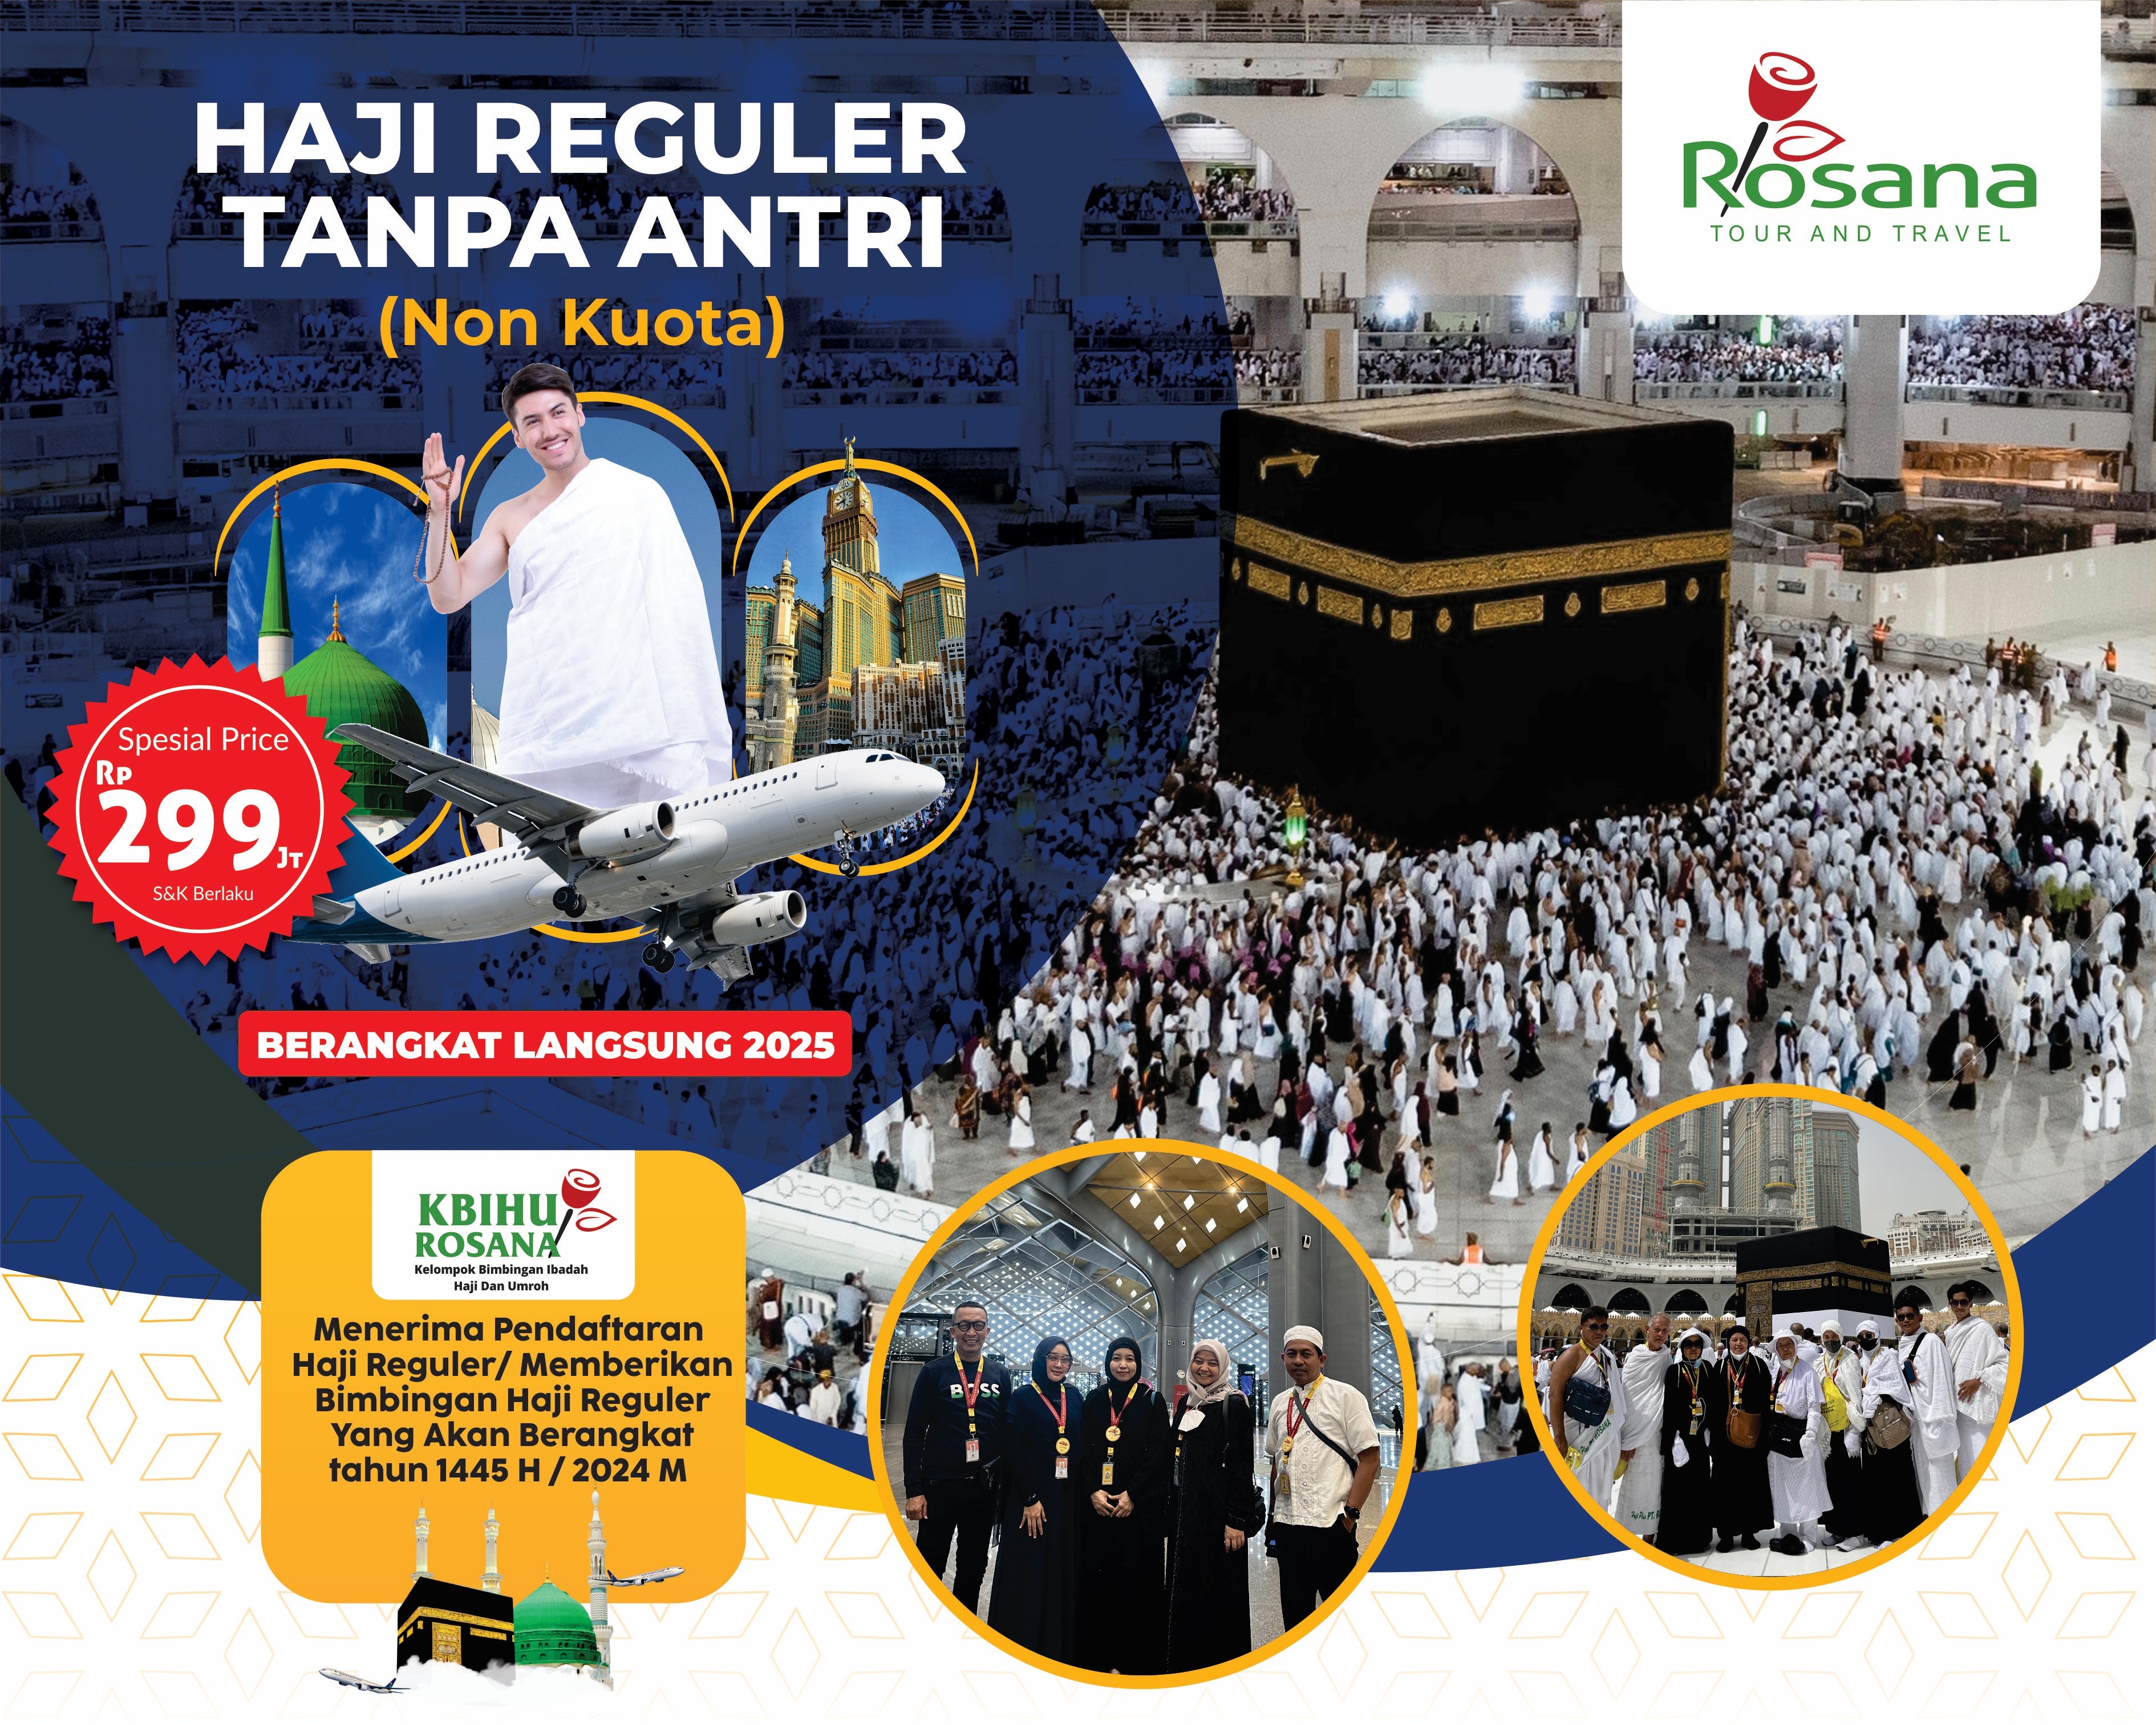 HAJI REGULER
TANPA ANTRI
(Non Kuota)
Rosana
TOUR AND TRAVEL
Spesial Price
Rp
299 JT
S&K Berlaku
BERANGKAT LANGSUNG 2025
KBIHU
ROSANA
Kelompok Bimbingan Ibadah
Haji Dan Umroh
Menerima Pendaftaran
Haji Reguler/ Memberikan
Bimbingan Haji Reguler
Yang Akan Berangkat
tahun 1445 H / 2024 M
BOSS